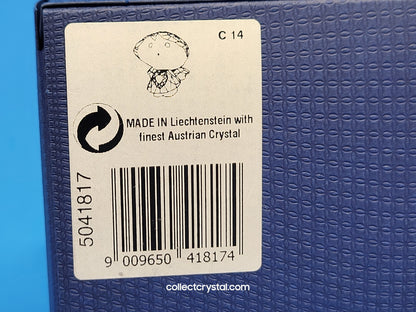 C 14
MADE IN Liechtenstein with
finest Austrian Crystal
5041817
9 009650 418174
collectcrystal.com